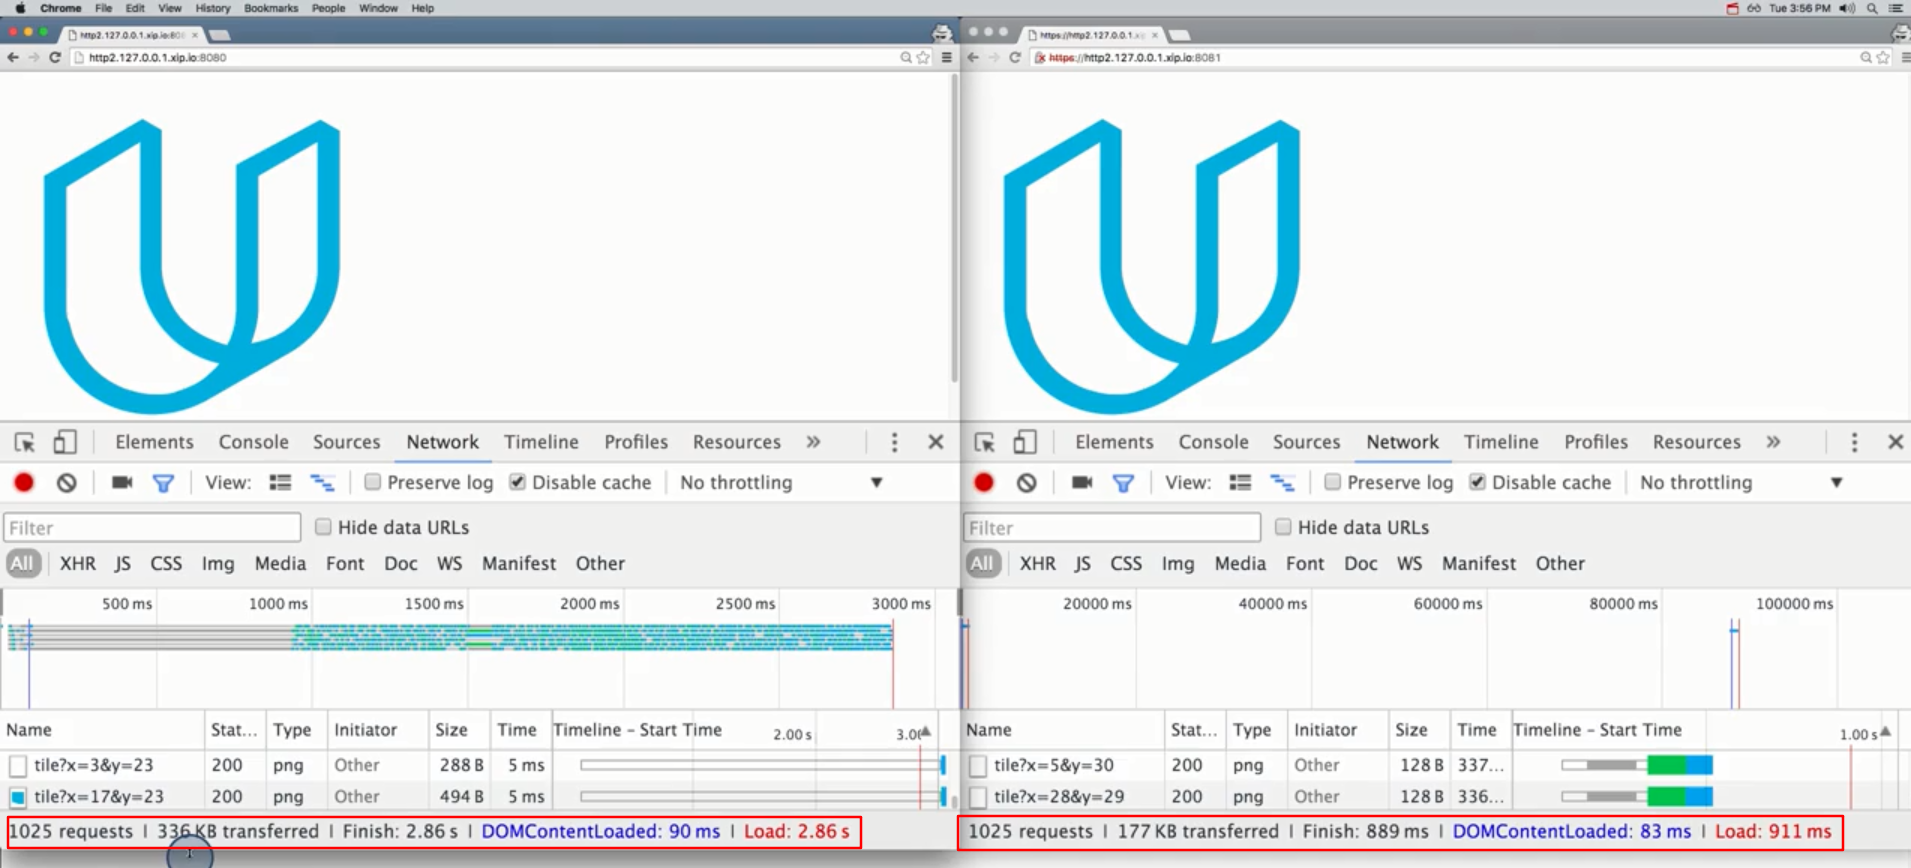 Chrome File Edit View History Bookmarks People Window Help
Tue 3:56 PM
http2.127.0.0.1.xip.io:80
http2.127.0.0.1.xip.io:8080
Elements Console Sources Network Timeline Profiles Resources »
View: Preserve log Disable cache No throttling
Filter Hide data URLs
All XHR JS CSS Img Media Font Doc WS Manifest Other
500 ms 1000 ms 1500 ms 2000 ms 2500 ms 3000 ms
Name Stat... Type Initiator Size Time Timeline – Start Time 2.00 s 3.0
tile?x=3&y=23 200 png Other 288 B 5 ms
tile?x=17&y=23 200 png Other 494 B 5 ms
1025 requests | 336 KB transferred | Finish: 2.86 s | DOMContentLoaded: 90 ms | Load: 2.86 s
https://http2.127.0.0.1.x
https://http2.127.0.0.1.xip.io:8081
Elements Console Sources Network Timeline Profiles Resources »
View: Preserve log Disable cache No throttling
Filter Hide data URLs
All XHR JS CSS Img Media Font Doc WS Manifest Other
20000 ms 40000 ms 60000 ms 80000 ms 100000 ms
Name Stat... Type Initiator Size Time Timeline – Start Time 1.00 s
tile?x=5&y=30 200 png Other 128 B 337...
tile?x=28&y=29 200 png Other 128 B 336...
1025 requests | 177 KB transferred | Finish: 889 ms | DOMContentLoaded: 83 ms | Load: 911 ms